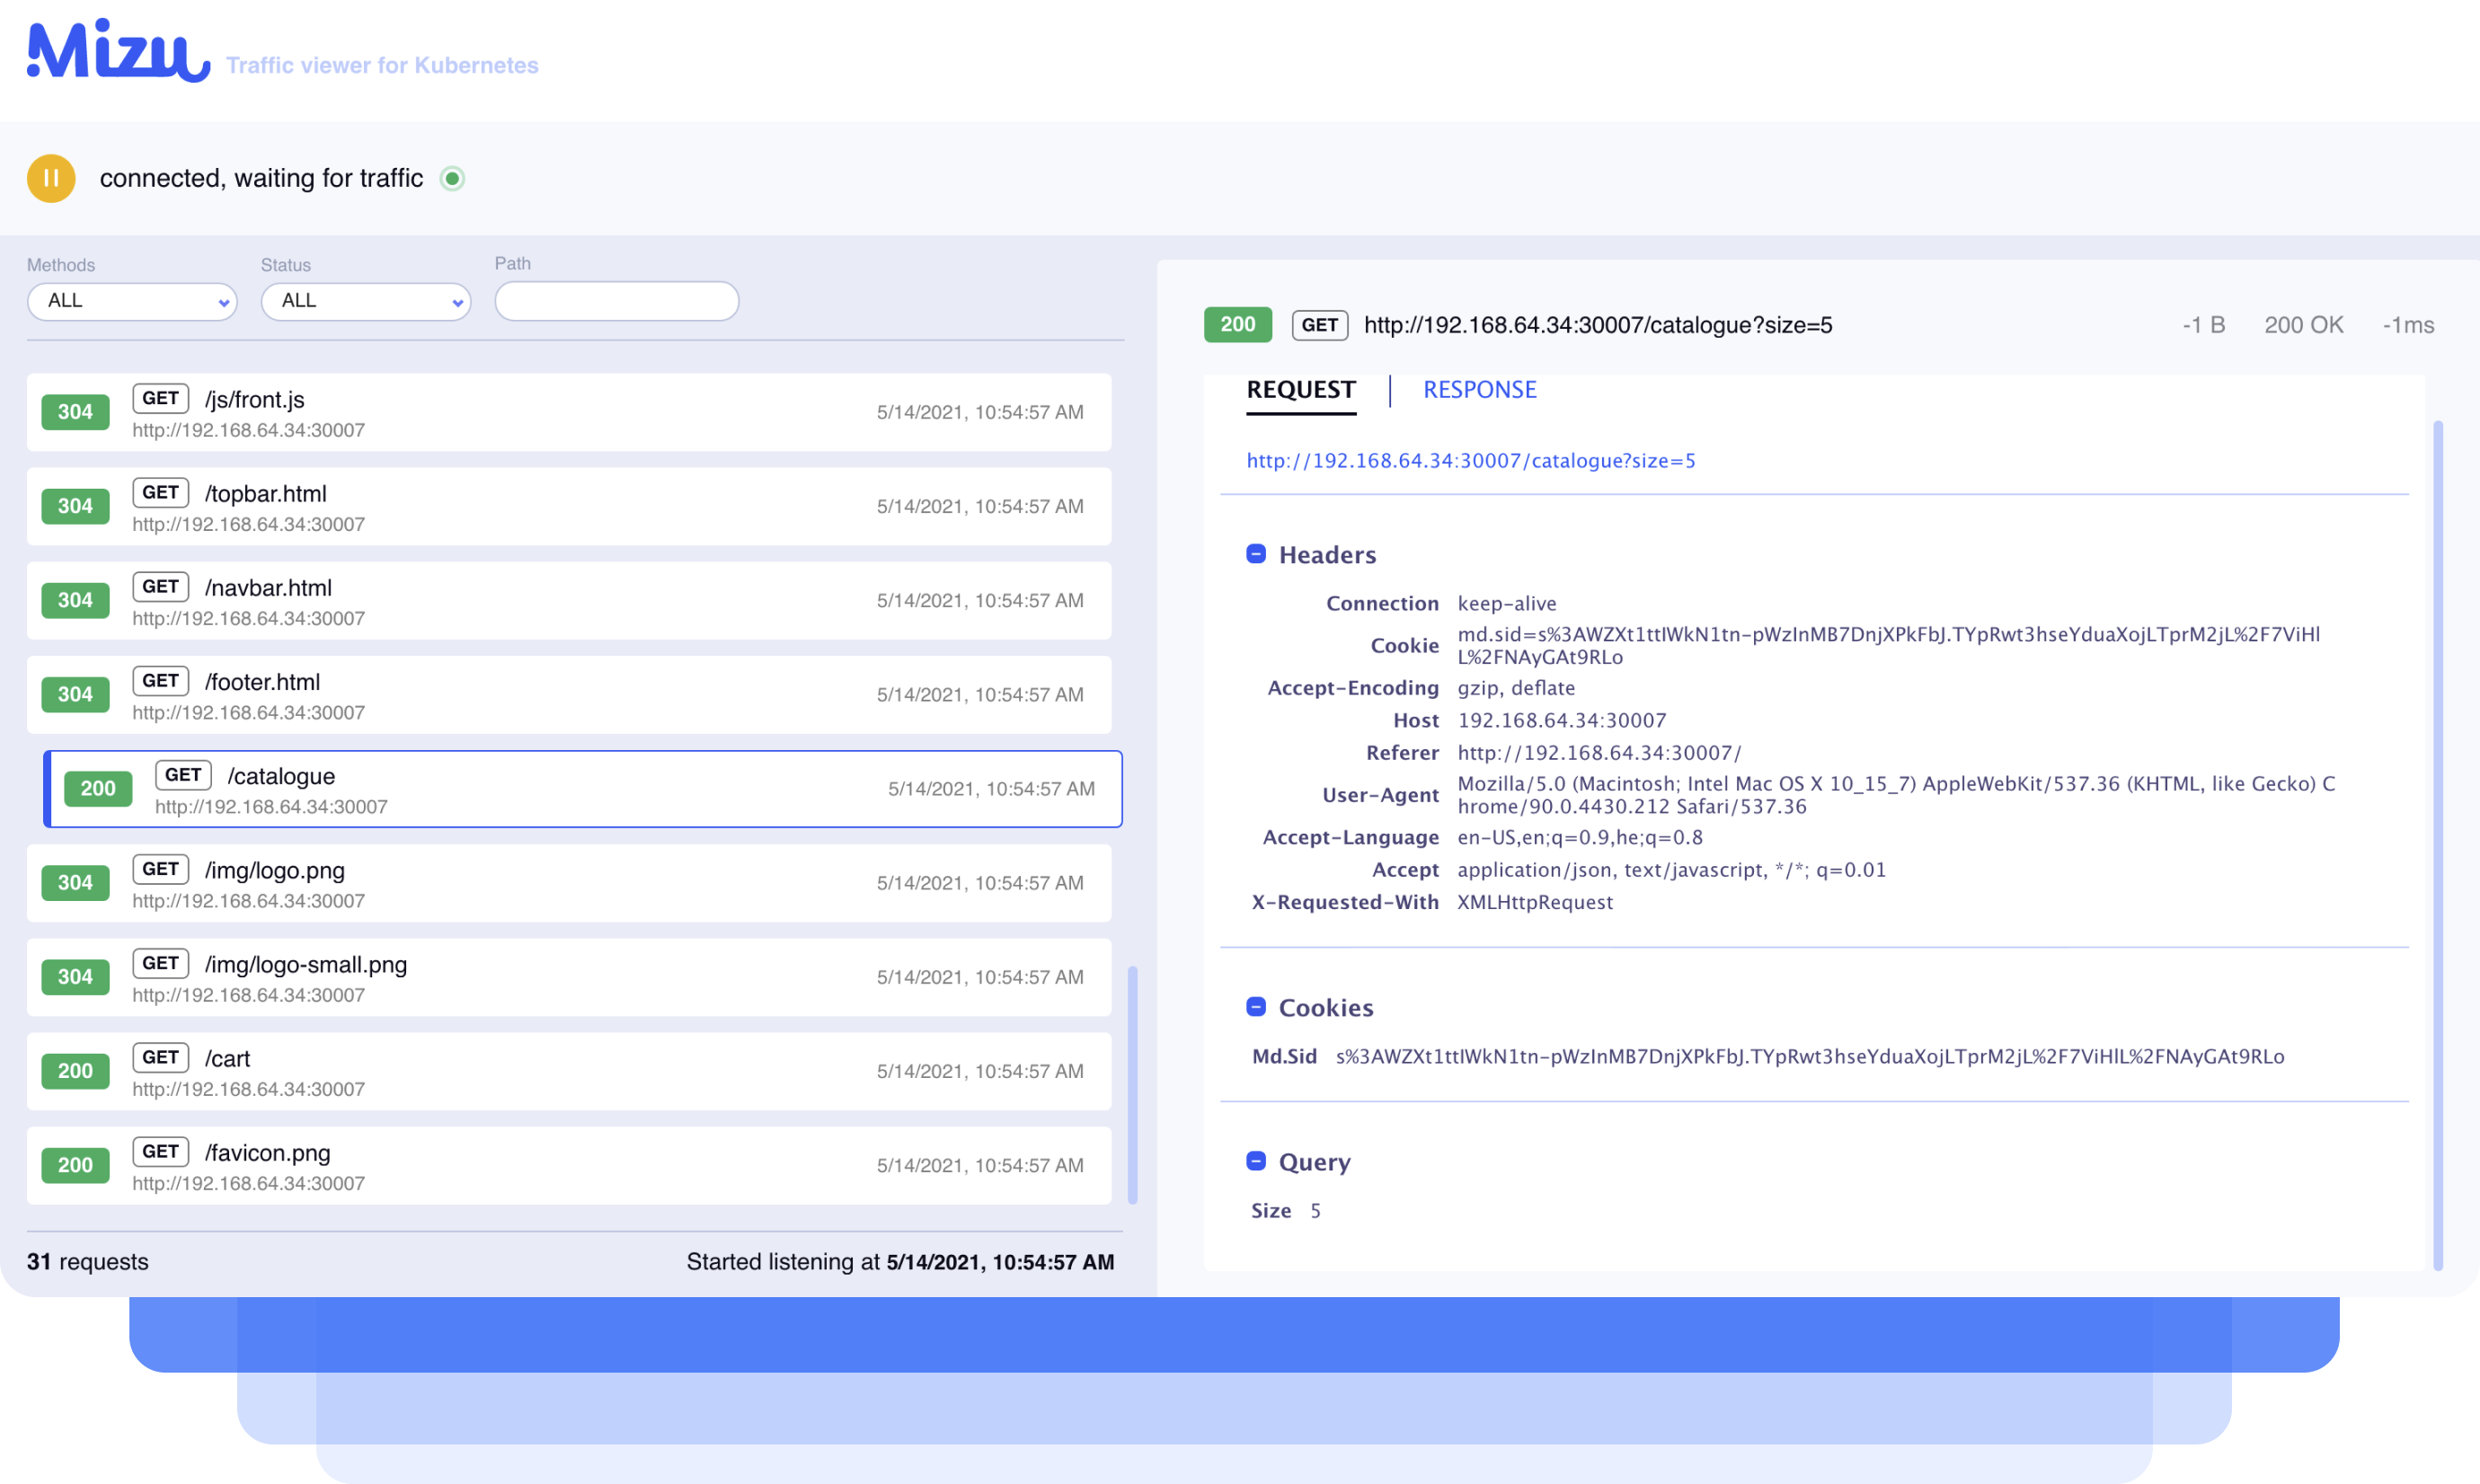 Mizu Traffic viewer for Kubernetes
connected, waiting for traffic
Methods Status Path
ALL ALL
304 GET /js/front.js 5/14/2021, 10:54:57 AM
http://192.168.64.34:30007
304 GET /topbar.html 5/14/2021, 10:54:57 AM
http://192.168.64.34:30007
304 GET /navbar.html 5/14/2021, 10:54:57 AM
http://192.168.64.34:30007
304 GET /footer.html 5/14/2021, 10:54:57 AM
http://192.168.64.34:30007
200 GET /catalogue 5/14/2021, 10:54:57 AM
http://192.168.64.34:30007
304 GET /img/logo.png 5/14/2021, 10:54:57 AM
http://192.168.64.34:30007
304 GET /img/logo-small.png 5/14/2021, 10:54:57 AM
http://192.168.64.34:30007
200 GET /cart 5/14/2021, 10:54:57 AM
http://192.168.64.34:30007
200 GET /favicon.png 5/14/2021, 10:54:57 AM
http://192.168.64.34:30007
31 requests Started listening at 5/14/2021, 10:54:57 AM
200 GET http://192.168.64.34:30007/catalogue?size=5 -1 B 200 OK -1ms
REQUEST RESPONSE
http://192.168.64.34:30007/catalogue?size=5
Headers
Connection keep-alive
Cookie md.sid=s%3AWZXt1ttIWkN1tn-pWzInMB7DnjXPkFbJ.TYpRwt3hseYduaXojLTprM2jL%2F7ViHl
L%2FNAyGAt9RLo
Accept-Encoding gzip, deflate
Host 192.168.64.34:30007
Referer http://192.168.64.34:30007/
User-Agent Mozilla/5.0 (Macintosh; Intel Mac OS X 10_15_7) AppleWebKit/537.36 (KHTML, like Gecko) C
hrome/90.0.4430.212 Safari/537.36
Accept-Language en-US,en;q=0.9,he;q=0.8
Accept application/json, text/javascript, */*; q=0.01
X-Requested-With XMLHttpRequest
Cookies
Md.Sid s%3AWZXt1ttIWkN1tn-pWzInMB7DnjXPkFbJ.TYpRwt3hseYduaXojLTprM2jL%2F7ViHlL%2FNAyGAt9RLo
Query
Size 5